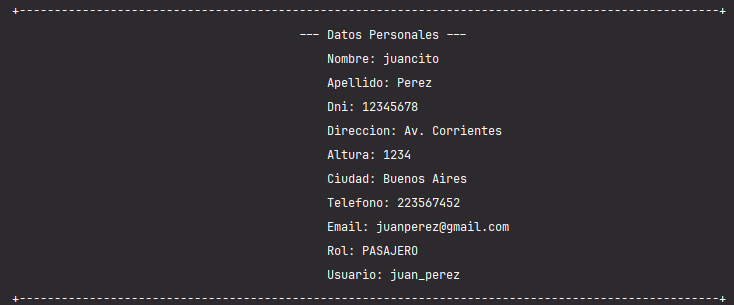 +----------------------------------------------------------------------------------------------------+
--- Datos Personales ---
Nombre: juancito
Apellido: Perez
Dni: 12345678
Direccion: Av. Corrientes
Altura: 1234
Ciudad: Buenos Aires
Telefono: 223567452
Email: juanperez@gmail.com
Rol: PASAJERO
Usuario: juan_perez
+----------------------------------------------------------------------------------------------------+